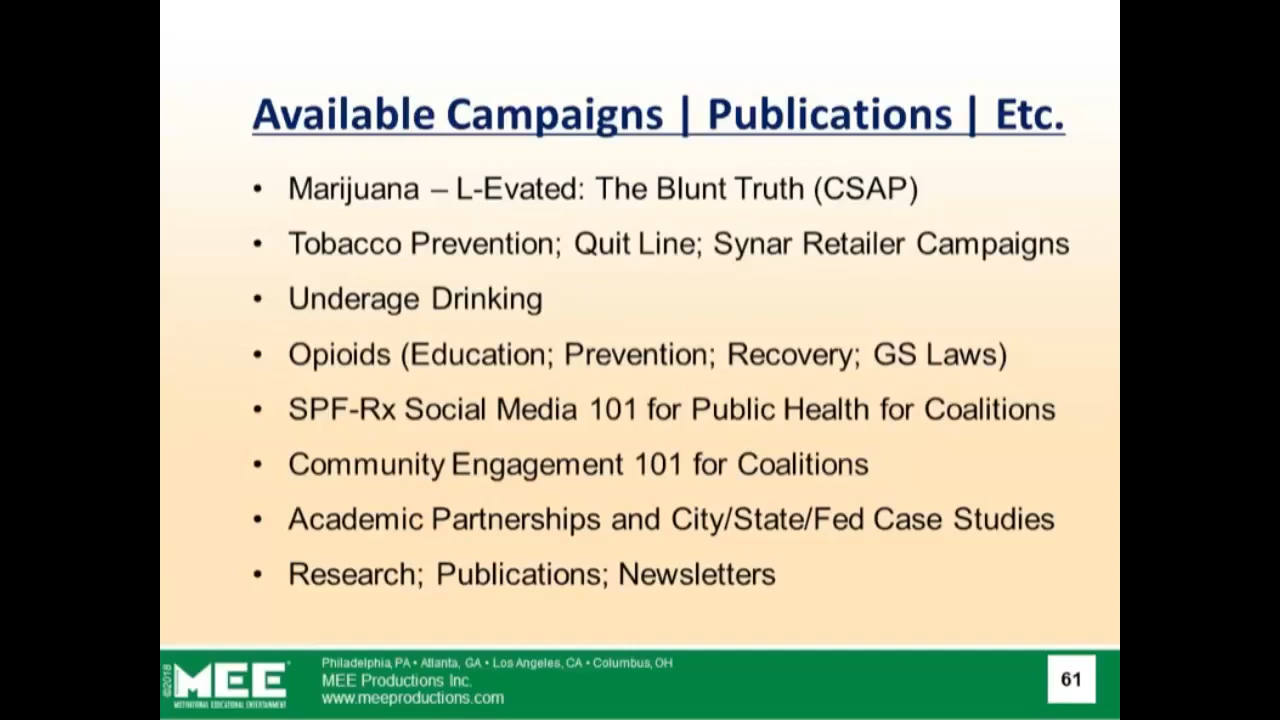 Available Campaigns | Publications | Etc.
• Marijuana – L-Evated: The Blunt Truth (CSAP)
• Tobacco Prevention; Quit Line; Synar Retailer Campaigns
• Underage Drinking
• Opioids (Education; Prevention; Recovery; GS Laws)
• SPF-Rx Social Media 101 for Public Health for Coalitions
• Community Engagement 101 for Coalitions
• Academic Partnerships and City/State/Fed Case Studies
• Research; Publications; Newsletters
©2018
MEE
MOTIVATIONAL EDUCATIONAL ENTERTAINMENT
Philadelphia, PA • Atlanta, GA • Los Angeles, CA • Columbus, OH
MEE Productions Inc.
www.meeproductions.com
61